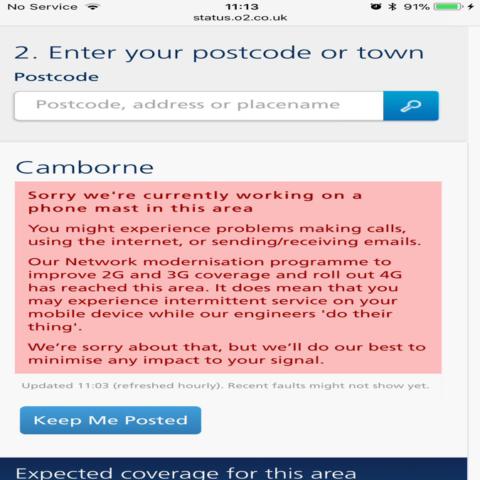 No Service 11:13 91%
status.o2.co.uk
2. Enter your postcode or town
Postcode
Postcode, address or placename
Camborne
Sorry we're currently working on a
phone mast in this area
You might experience problems making calls,
using the internet, or sending/receiving emails.
Our Network modernisation programme to
improve 2G and 3G coverage and roll out 4G
has reached this area. It does mean that you
may experience intermittent service on your
mobile device while our engineers 'do their
thing'.
We're sorry about that, but we'll do our best to
minimise any impact to your signal.
Updated 11:03 (refreshed hourly). Recent faults might not show yet.
Keep Me Posted
Expected coverage for this area